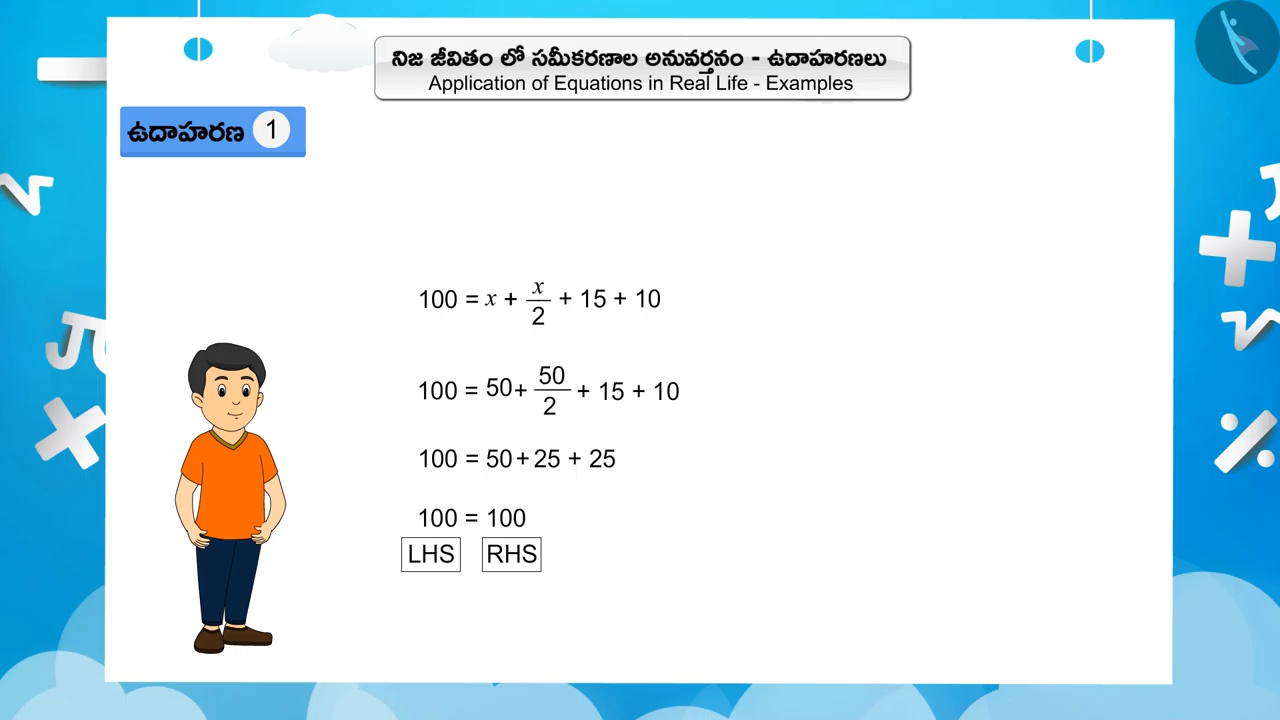 నిజ జీవితం లో సమీకరణాల అనువర్తనం - ఉదాహరణలు
Application of Equations in Real Life - Examples
ఉదాహరణ 1
100 = x + x/2 + 15 + 10
100 = 50 + 50/2 + 15 + 10
100 = 50 + 25 + 25
100 = 100
LHS RHS